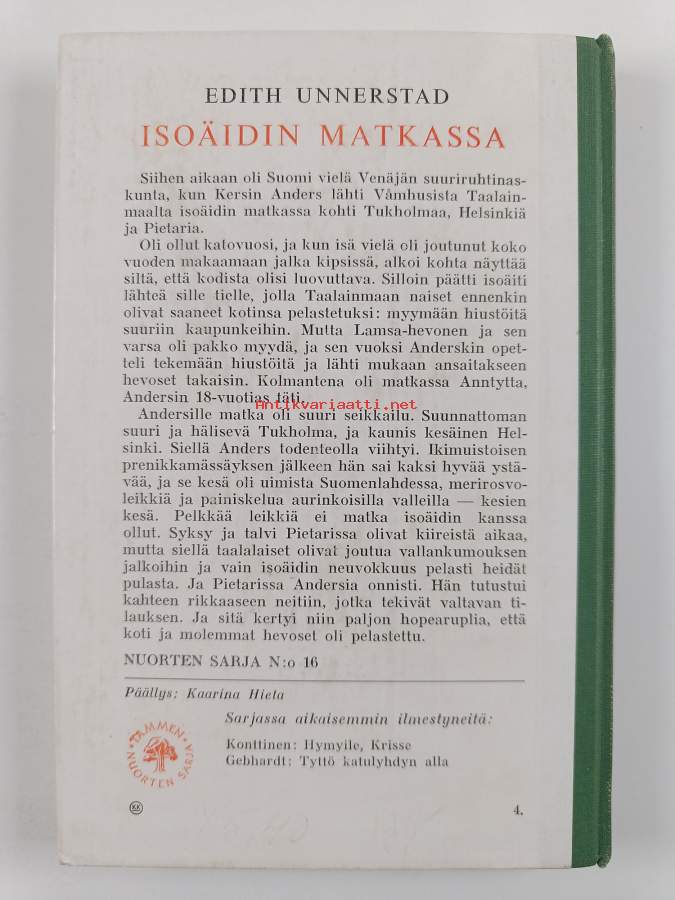 EDITH UNNERSTAD
ISOÄIDIN MATKASSA
Siihen aikaan oli Suomi vielä Venäjän suuriruhtinas-
kunta, kun Kersin Anders lähti Våmhusista Taalain-
maalta isoäidin matkassa kohti Tukholmaa, Helsinkiä
ja Pietaria.
Oli ollut katovuosi, ja kun isä vielä oli joutunut koko
vuoden makaamaan jalka kipsissä, alkoi kohta näyttää
siltä, että kodista olisi luovuttava. Silloin päätti isoäiti
lähteä sille tielle, jolla Taalainmaan naiset ennenkin
olivat saaneet kotinsa pelastetuksi: myymään hiustöitä
suuriin kaupunkeihin. Mutta Lamsa-hevonen ja sen
varsa oli pakko myydä, ja sen vuoksi Anderskin opet-
teli tekemään hiustöitä ja lähti mukaan ansaitakseen
hevoset takaisin. Kolmantena oli matkassa Anntytta,
Andersin 18-vuotias täti.
Antikvariaatti.net
Andersille matka oli suuri seikkailu. Suunnattoman
suuri ja hälisevä Tukholma, ja kaunis kesäinen Hel-
sinki. Siellä Anders todenteolla viihtyi. Ikimuistoisen
prenikkamässäyksen jälkeen hän sai kaksi hyvää ystä-
vää, ja se kesä oli uimista Suomenlahdessa, merirosvo-
leikkiä ja painiskelua aurinkoisilla valleilla — kesien
kesä. Pelkkää leikkiä ei matka isoäidin kanssa
ollut. Syksy ja talvi Pietarissa olivat kiireistä aikaa,
mutta siellä taalalaiset olivat joutua vallankumouksen
jalkoihin ja vain isoäidin neuvokkuus pelasti heidät
pulasta. Ja Pietarissa Andersia onnisti. Hän tutustui
kahteen rikkaaseen neitiin, jotka tekivät valtavan ti-
lauksen. Ja sitä kertyi niin paljon hopearuplia, että
koti ja molemmat hevoset oli pelastettu.
NUORTEN SARJA N:o 16
Päällys: Kaarina Hieta
Sarjassa aikaisemmin ilmestyneitä:
Konttinen: Hymyile, Krisse
Gebhardt: Tyttö katulyhdyn alla
TAMMEN NUORTEN SARJA
KK
4.